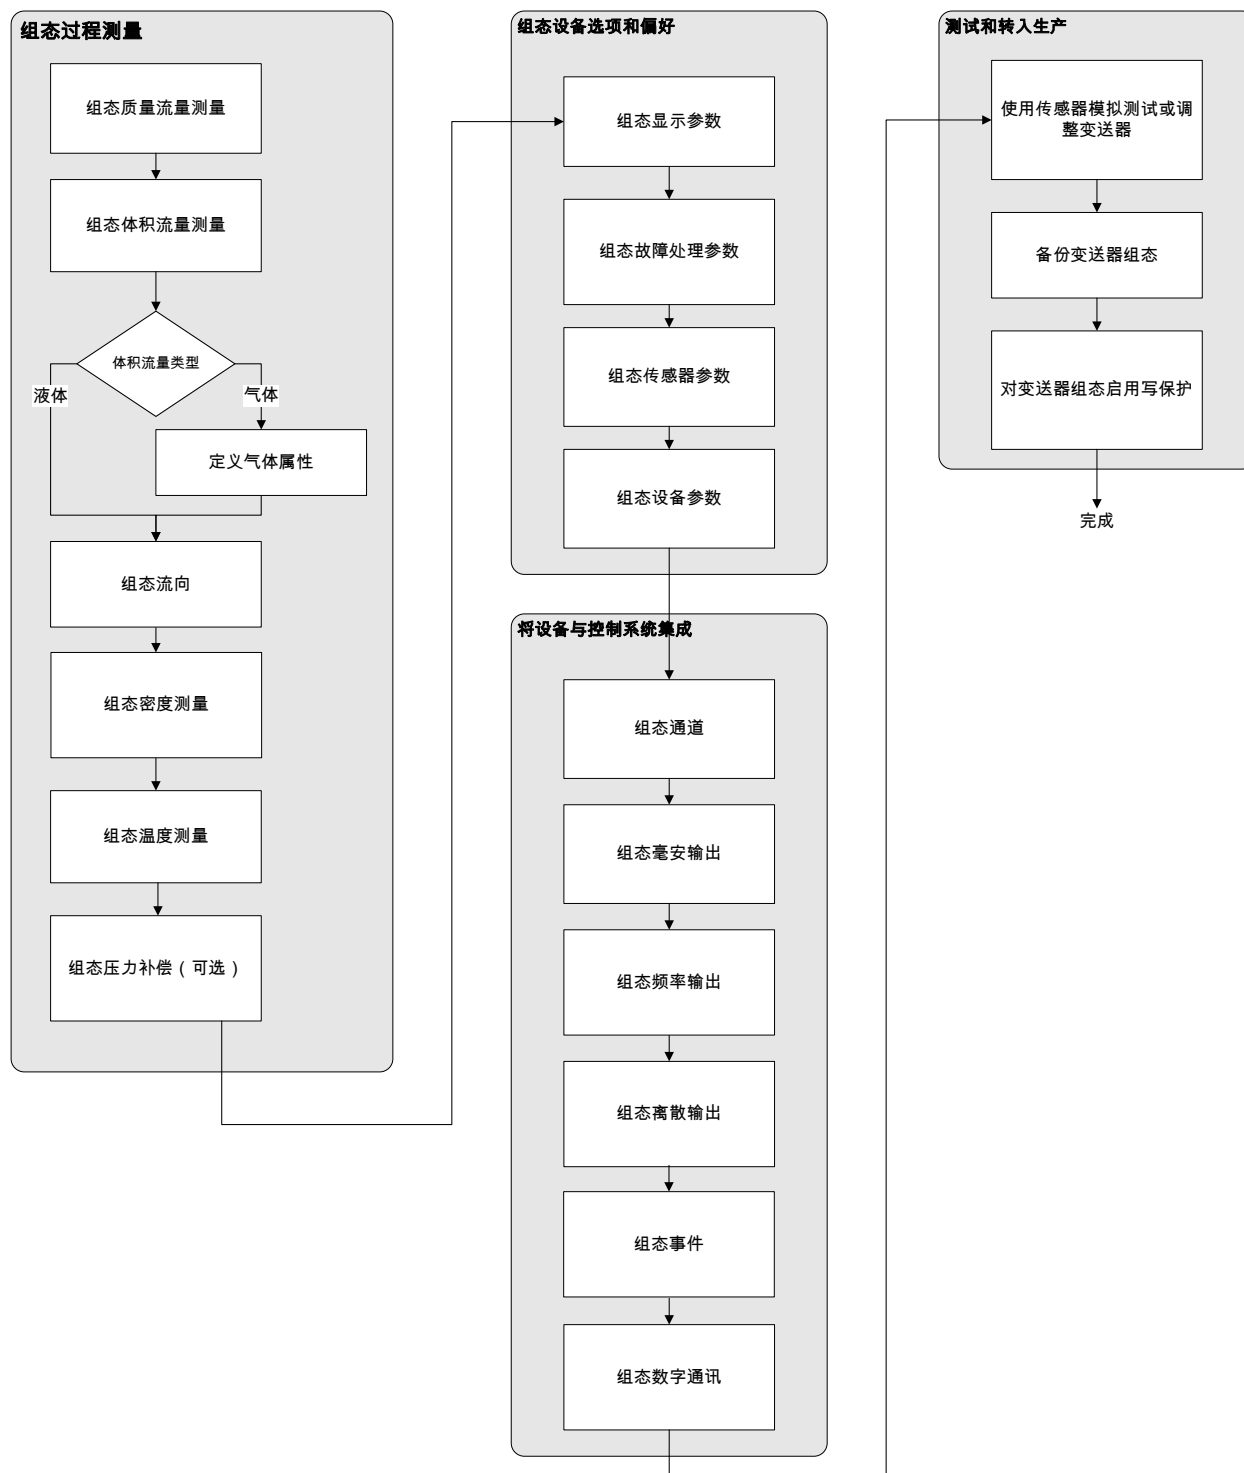 组态过程测量
组态质量流量测量
组态体积流量测量
体积流量类型
液体
气体
定义气体属性
组态流向
组态密度测量
组态温度测量
组态压力补偿（可选）
组态设备选项和偏好
组态显示参数
组态故障处理参数
组态传感器参数
组态设备参数
将设备与控制系统集成
组态通道
组态毫安输出
组态频率输出
组态离散输出
组态事件
组态数字通讯
测试和转入生产
使用传感器模拟测试或调
整变送器
备份变送器组态
对变送器组态启用写保护
完成